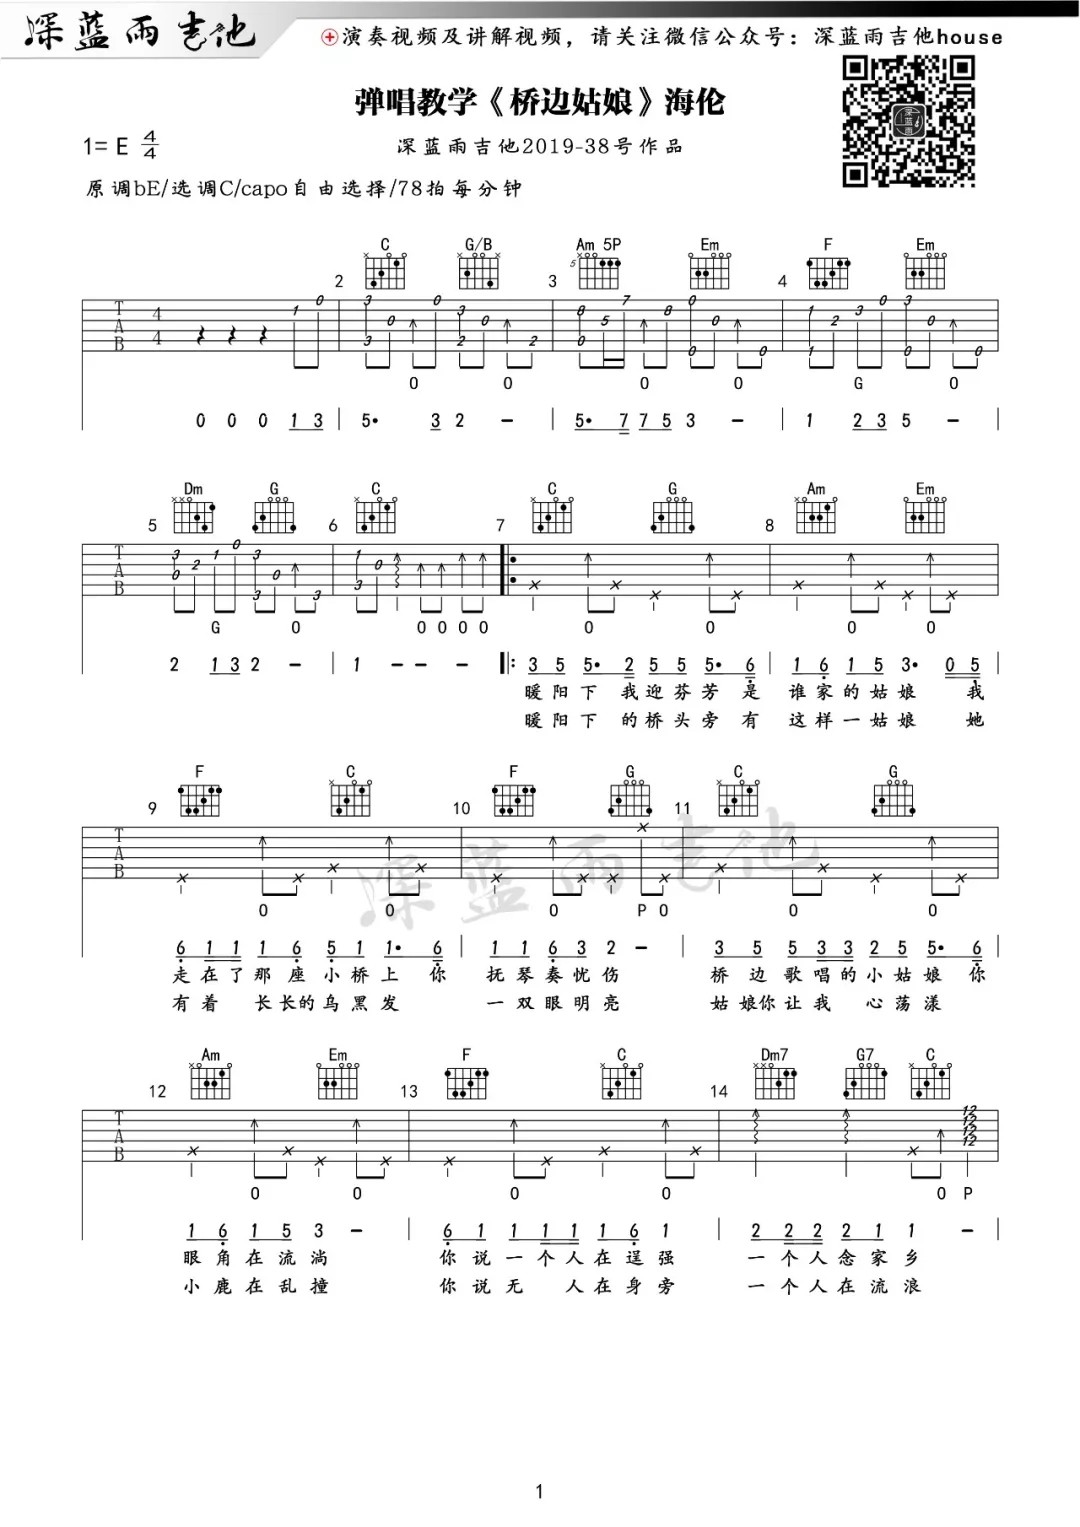 深蓝雨吉他
演奏视频及讲解视频，请关注微信公众号：深蓝雨吉他house
弹唱教学《桥边姑娘》海伦
1= E 4/4
深蓝雨吉他2019-38号作品
原调bE/选调C/capo自由选择/78拍每分钟
C G/B Am 5P Em F Em
2 3 4
T A B 4 4
O O O O G O
0 0 0 1 3 | 5• 3 2 — | 5• 7 7 5 3 — | 1 2 3 5 — |
Dm G C C G Am Em
5 6 7 8
T A B
G O O O O O O O O O
2 1 3 2 — | 1 — — — |: 3 5 5• 2 5 5 5• 6 | 1 6 1 5 3• 0 5 |
暖阳下 我迎芬芳 是 谁家的姑娘 我
暖阳下 的桥头旁 有 这样一姑娘 她
F C F G C G
9 10 11
T A B
O O O P O O O
6 1 1 1 6 5 1 1• 6 | 1 1 6 3 2 — | 3 5 5 3 3 2 5 5• 6
走在了那座小桥上 你 抚琴奏忧伤 桥边歌唱的小姑娘 你
有着 长长的乌黑发 一双眼明亮 姑娘你让我 心荡漾
Am Em F C Dm7 G7 C
12 13 14
T A B
O O O O O P
1 6 1 5 3 — | 6 1 1 1 1 1 6 1 | 2 2 2 2 1 1 — |
眼角在流淌 你说一个人在逞强 一个人念家乡
小鹿在乱撞 你说无 人在身旁 一个人在流浪
1